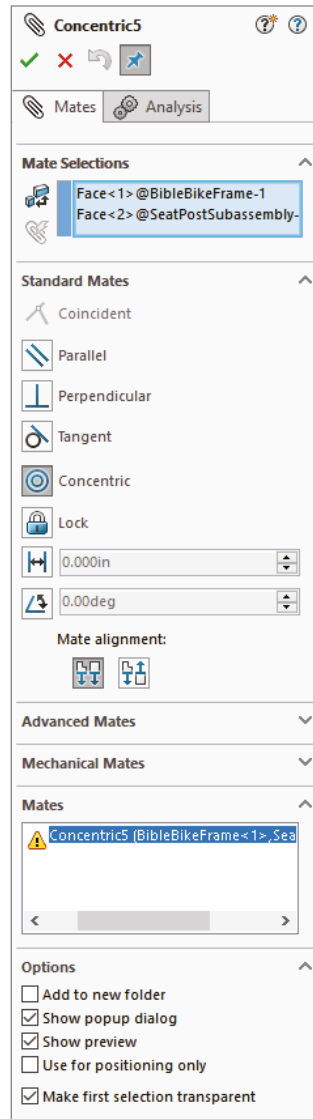 Concentric5
Mates
Analysis
Mate Selections
Face<1>@BibleBikeFrame-1
Face<2>@SeatPostSubassembly-
Standard Mates
Coincident
Parallel
Perpendicular
Tangent
Concentric
Lock
0.000in
0.00deg
Mate alignment:
Advanced Mates
Mechanical Mates
Mates
Concentric5 (BibleBikeFrame<1>,Sea
Options
Add to new folder
Show popup dialog
Show preview
Use for positioning only
Make first selection transparent